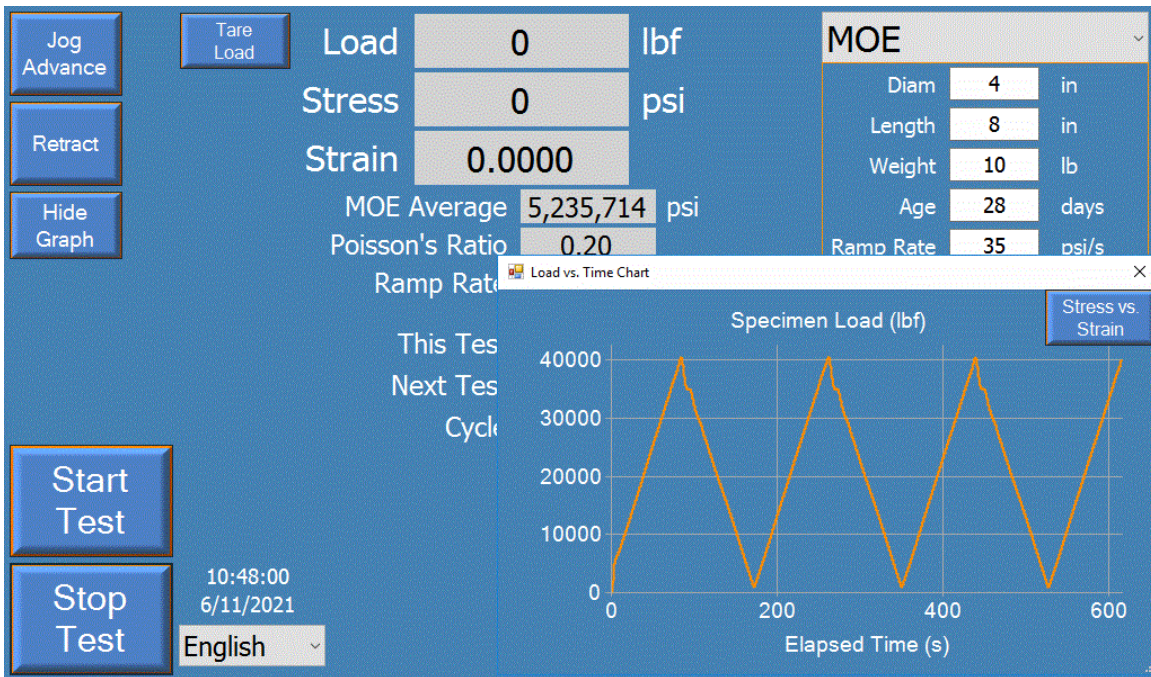 Jog
Advance
Tare
Load
Load 0 lbf
MOE
Stress 0 psi
Diam 4 in
Length 8 in
Retract
Strain 0.0000
Weight 10 lb
MOE Average 5,235,714 psi
Age 28 days
Hide
Graph
Poisson's Ratio 0.20
Ramp Rate 35 psi/s
Ramp Rate
Load vs. Time Chart
Stress vs.
Strain
Specimen Load (lbf)
This Tes
Next Tes
Cycle
40000
30000
20000
10000
0
0 200 400 600
Elapsed Time (s)
Start
Test
Stop
Test
10:48:00
6/11/2021
English